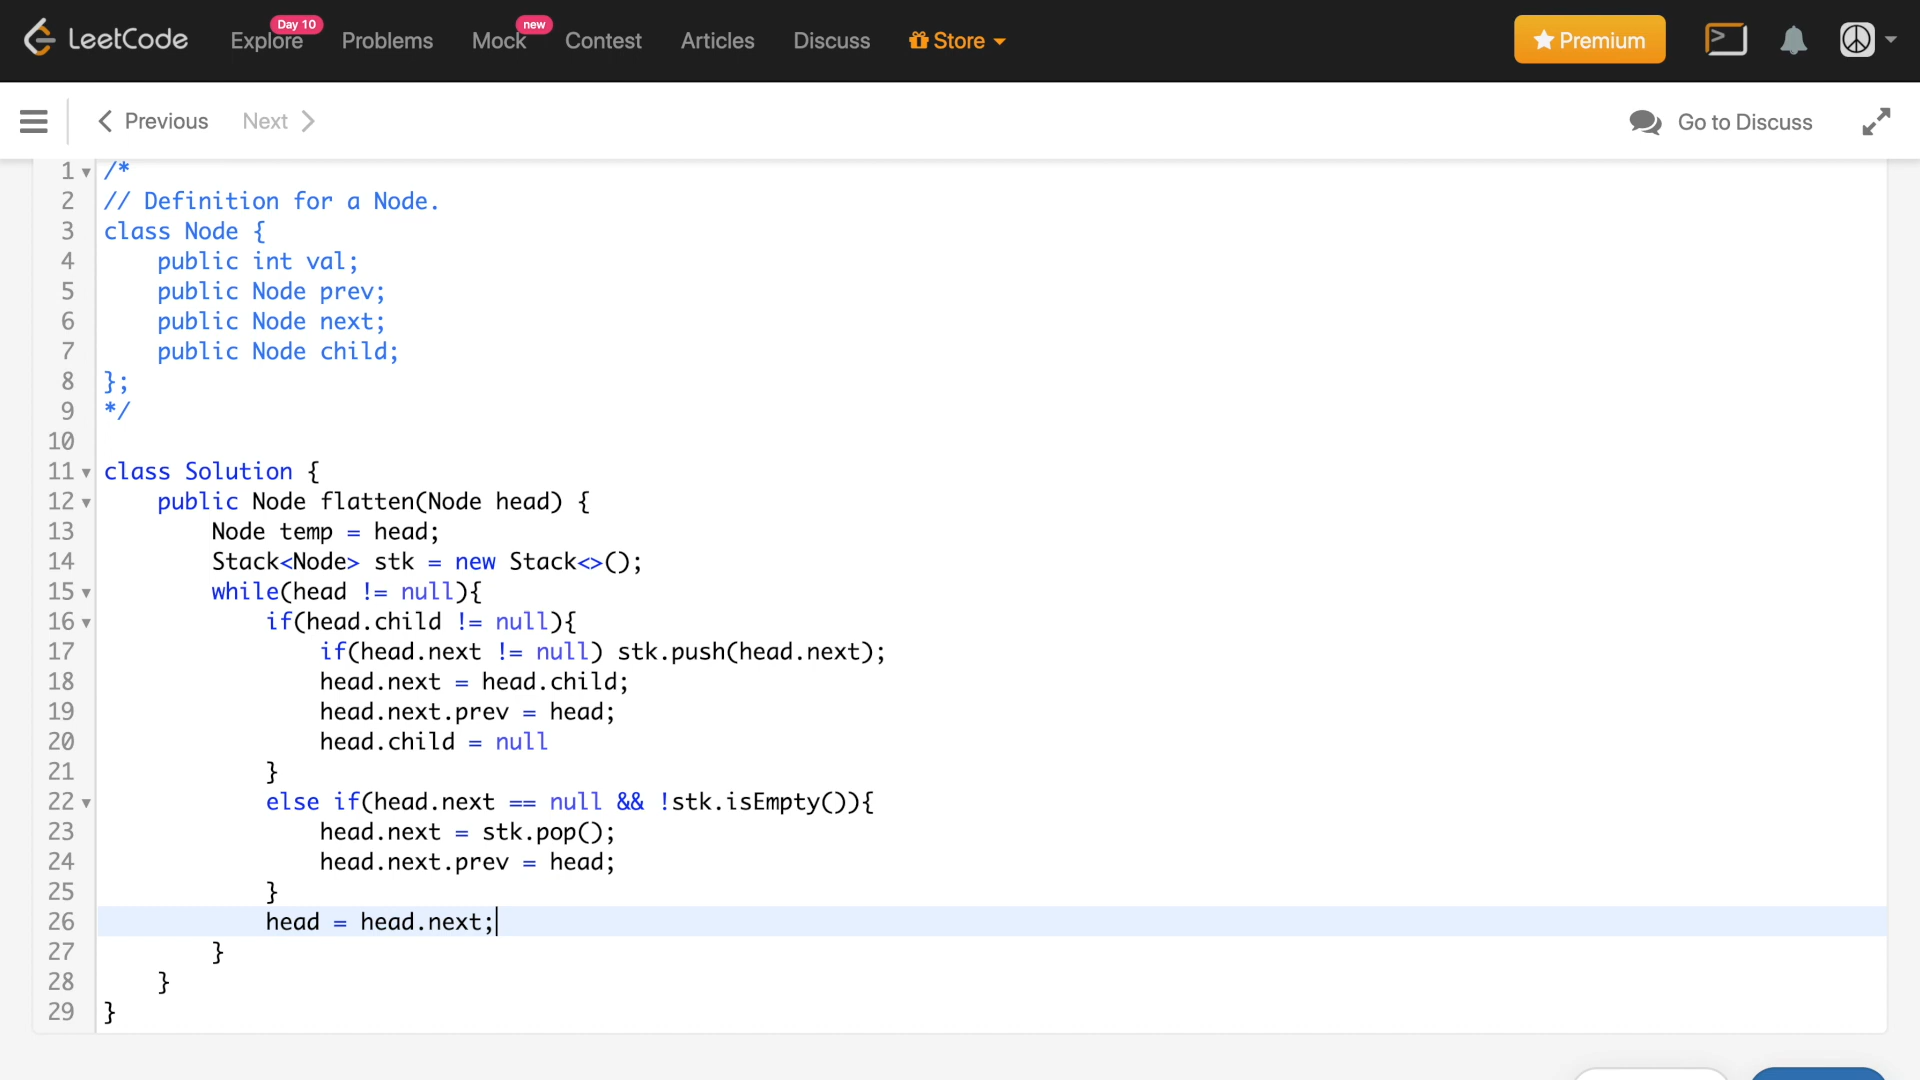 LeetCode Explore Day 10 Problems Mock new Contest Articles Discuss Store Premium
Previous Next Go to Discuss
1 /*
2 // Definition for a Node.
3 class Node {
4     public int val;
5     public Node prev;
6     public Node next;
7     public Node child;
8 };
9 */
10
11 class Solution {
12     public Node flatten(Node head) {
13         Node temp = head;
14         Stack<Node> stk = new Stack<>();
15         while(head != null){
16             if(head.child != null){
17                 if(head.next != null) stk.push(head.next);
18                 head.next = head.child;
19                 head.next.prev = head;
20                 head.child = null
21             }
22             else if(head.next == null && !stk.isEmpty()){
23                 head.next = stk.pop();
24                 head.next.prev = head;
25             }
26             head = head.next;
27         }
28     }
29 }